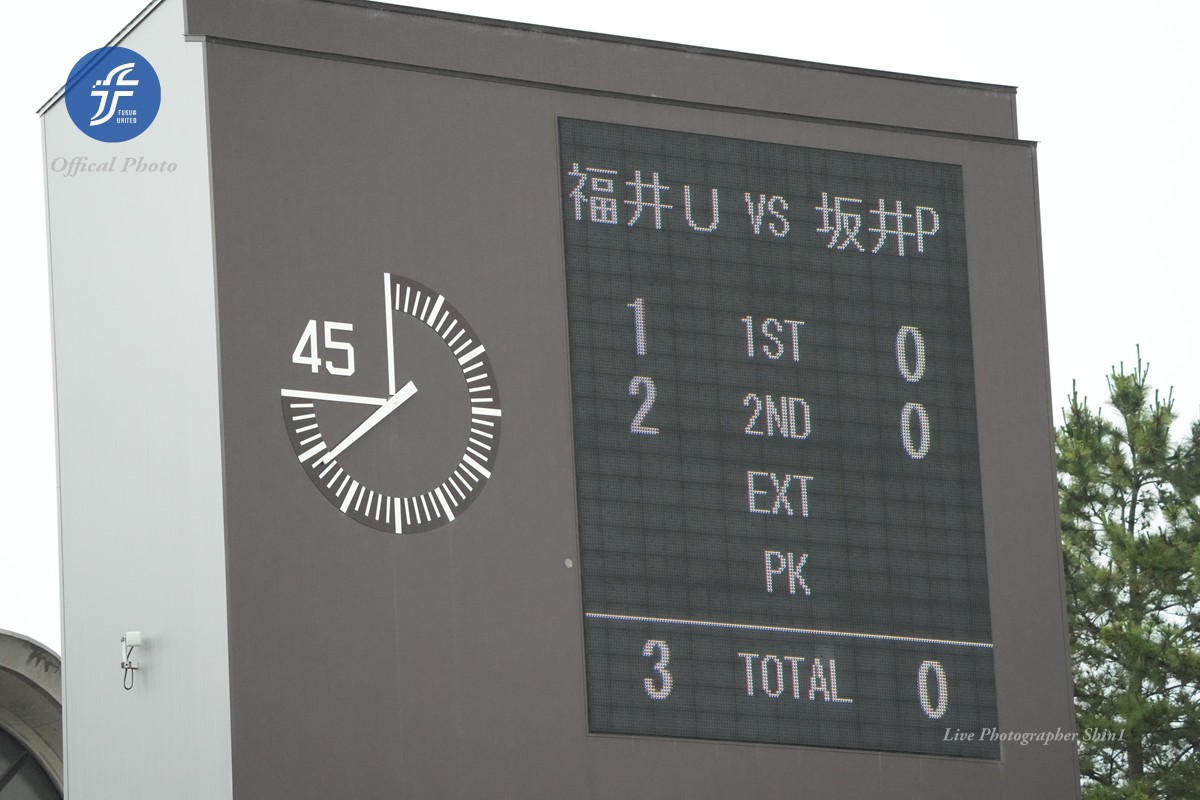 FUKUI
UNITED
Offical Photo
福井U VS 坂井P
1 1ST 0
45
2 2ND 0
EXT
PK
3 TOTAL 0
Live Photographer Shin1